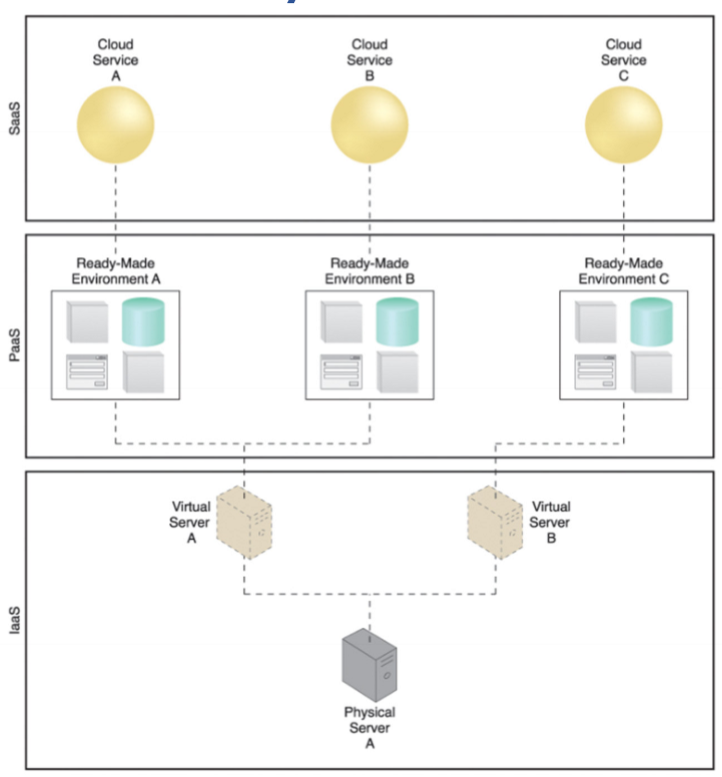 Cloud
Service
A
Cloud
Service
B
Cloud
Service
C
SaaS
Ready-Made
Environment A
Ready-Made
Environment B
Ready-Made
Environment C
PaaS
Virtual
Server
A
Virtual
Server
B
IaaS
Physical
Server
A